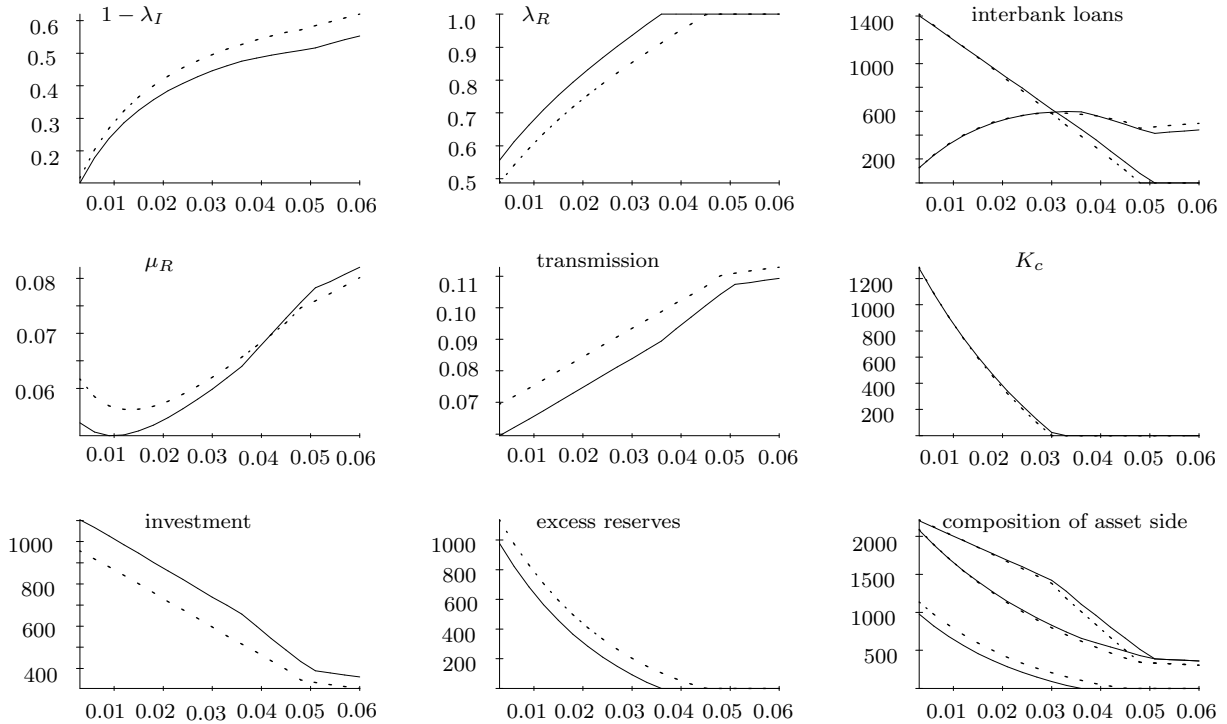 1 − λ_I
0.6
0.5
0.4
0.3
0.2
0.01 0.02 0.03 0.04 0.05 0.06
λ_R
1.0
0.9
0.8
0.7
0.6
0.5
0.01 0.02 0.03 0.04 0.05 0.06
interbank loans
1400
1000
600
200
0.01 0.02 0.03 0.04 0.05 0.06
μ_R
0.08
0.07
0.06
0.01 0.02 0.03 0.04 0.05 0.06
transmission
0.11
0.10
0.09
0.08
0.07
0.01 0.02 0.03 0.04 0.05 0.06
K_c
1200
1000
800
600
400
200
0.01 0.02 0.03 0.04 0.05 0.06
investment
1000
800
600
400
0.01 0.02 0.03 0.04 0.05 0.06
excess reserves
1000
800
600
400
200
0.01 0.02 0.03 0.04 0.05 0.06
composition of asset side
2000
1500
1000
500
0.01 0.02 0.03 0.04 0.05 0.06